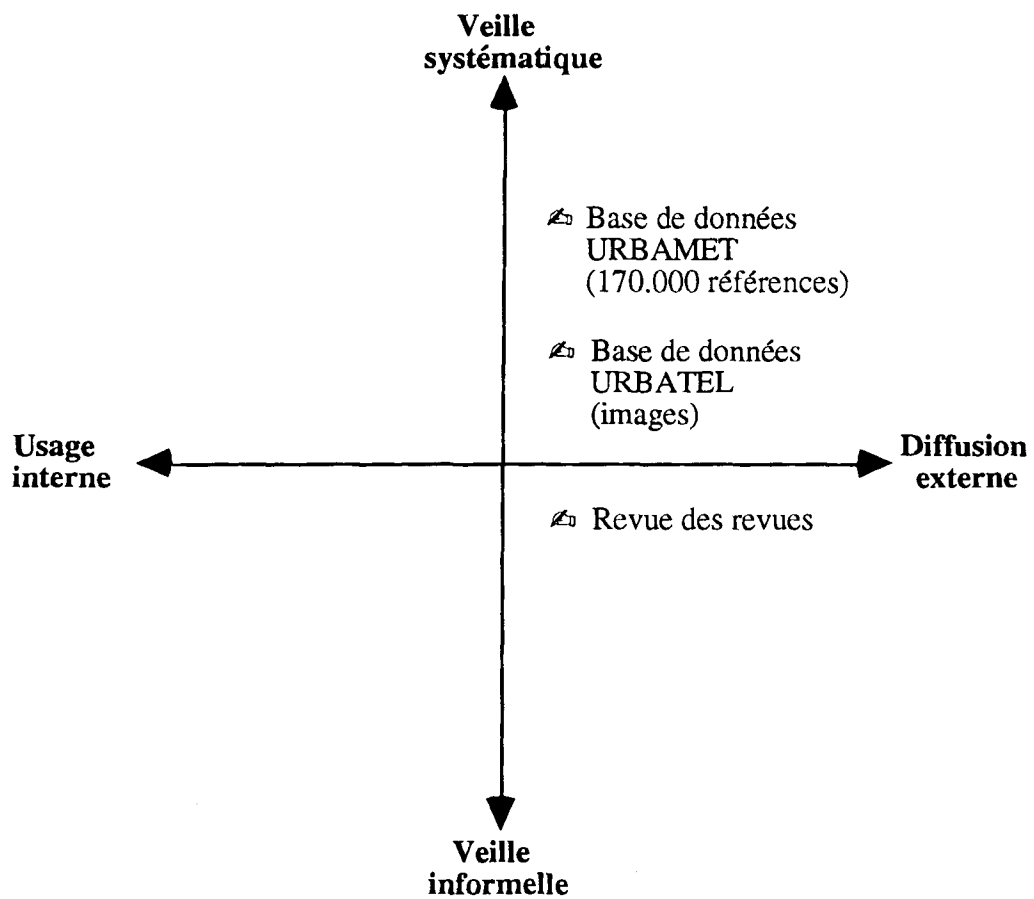 Veille
systématique
✍ Base de données
URBAMET
(170.000 références)
✍ Base de données
URBATEL
(images)
Usage
interne
Diffusion
externe
✍ Revue des revues
Veille
informelle